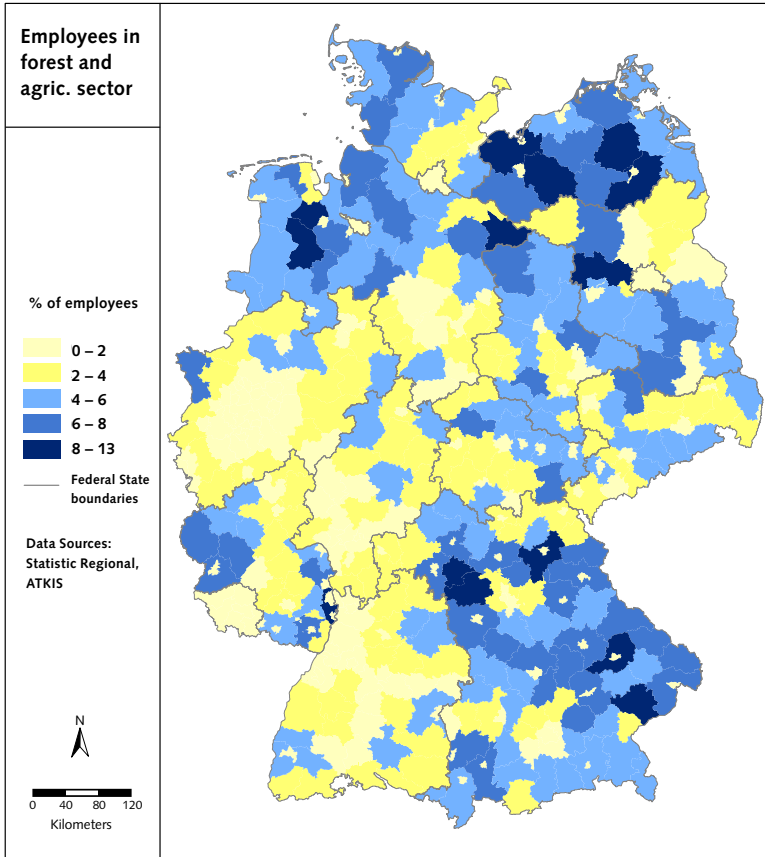 Employees in
forest and
agric. sector
% of employees
0 – 2
2 – 4
4 – 6
6 – 8
8 – 13
Federal State
boundaries
Data Sources:
Statistic Regional,
ATKIS
N
0 40 80 120
Kilometers